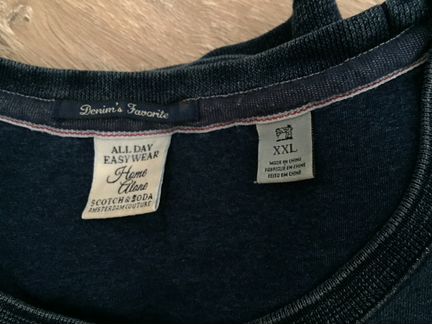 Denim's Favorite
ALL DAY
EASYWEAR
Home
Alone
SCOTCH & SODA
AMSTERDAM COUTURE
XXL
MADE IN CHINA
FABRIQUÉ EN CHINE
FEITO EM CHINA